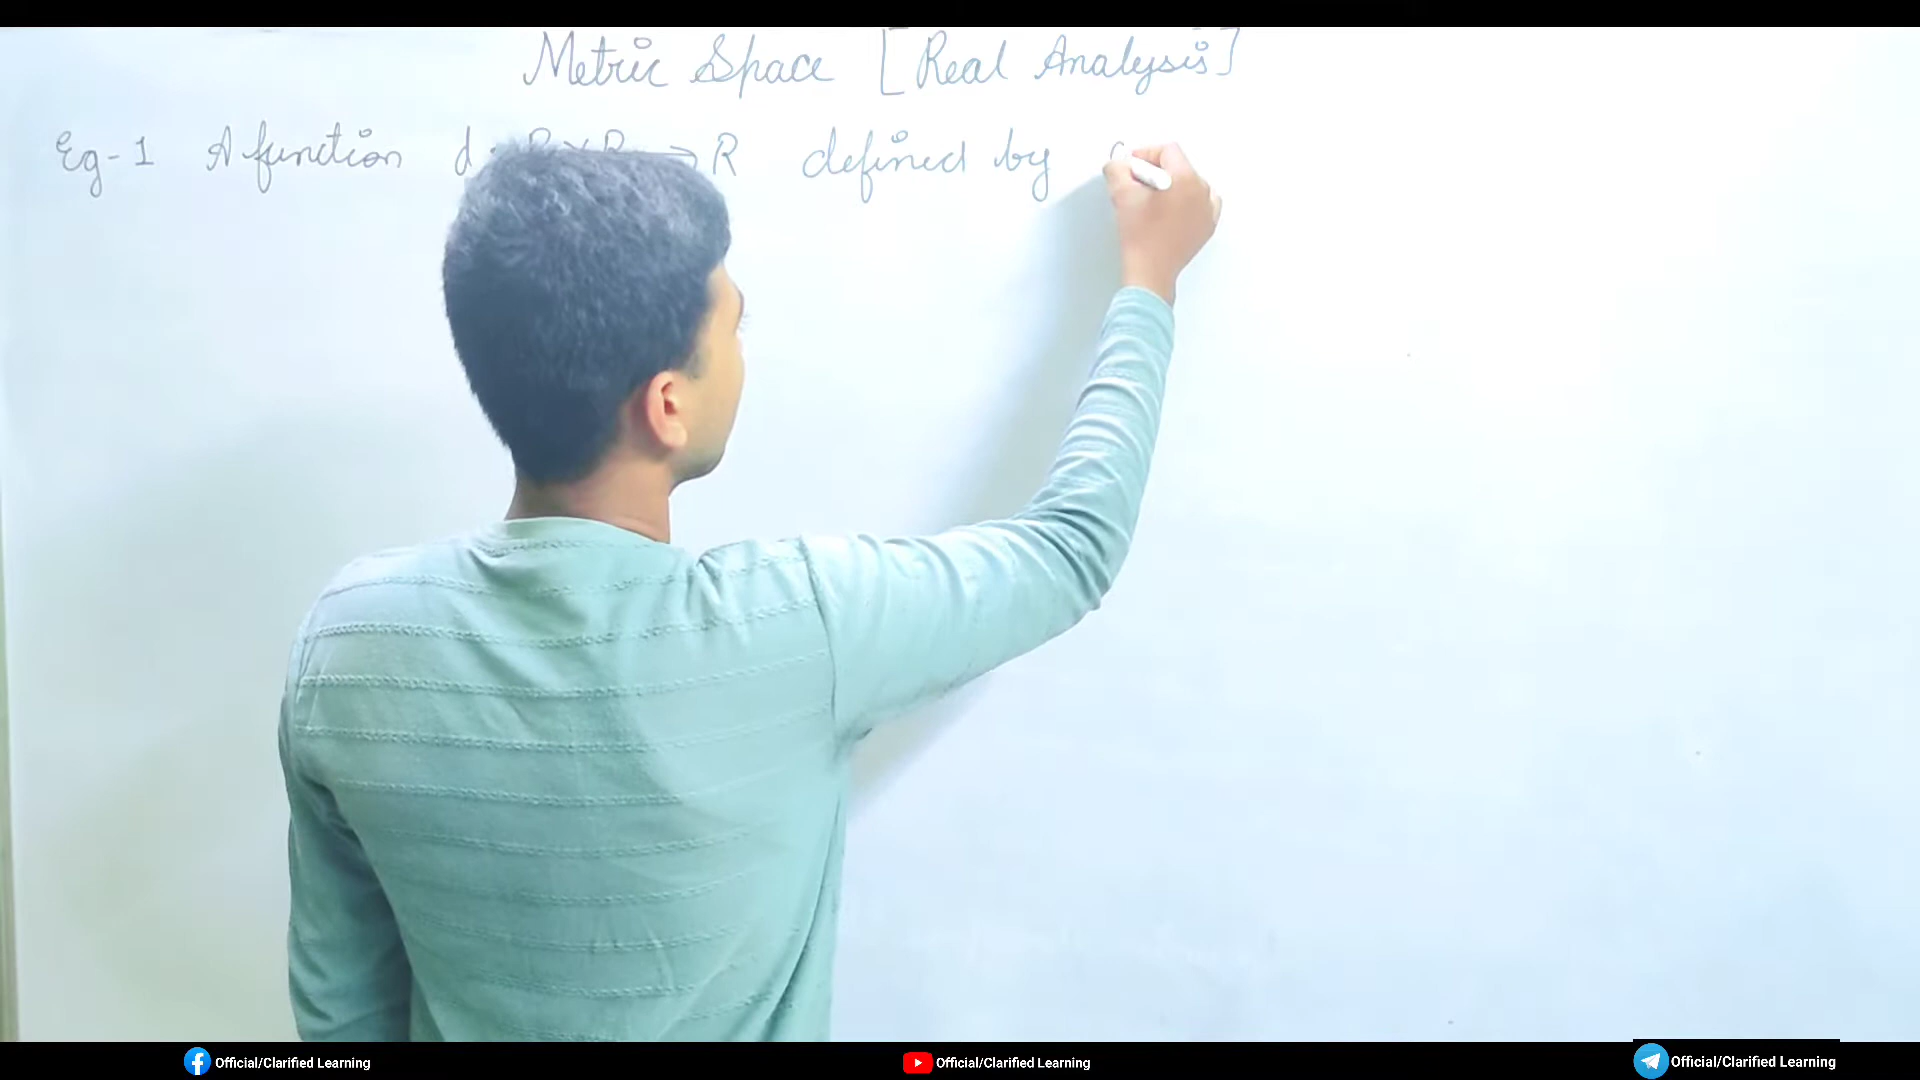 Metric Space [Real Analysis]
Eg-1 A function d: R × R → R defined by
Official/Clarified Learning
Official/Clarified Learning
Official/Clarified Learning